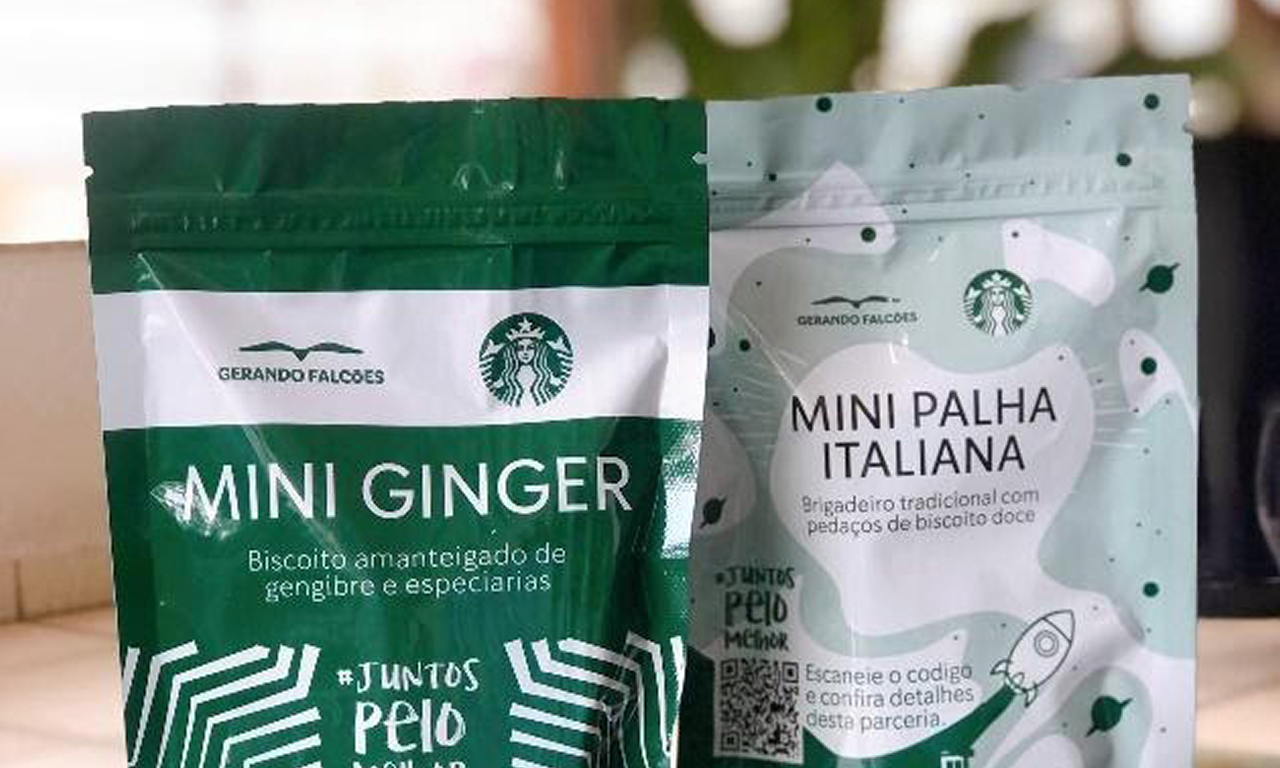 GERANDO FALCÕES
MINI GINGER
Biscoito amanteigado de
gengibre e especiarias
#JUNTOS
pelo
MELHOR
GERANDO FALCÕES
MINI PALHA
ITALIANA
Brigadeiro tradicional com
pedaços de biscoito doce
#JUNTOS
pelo
MELHOR
Escaneie o codigo
e confira detalhes
desta parceria.